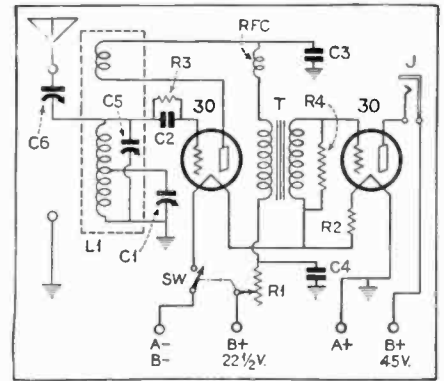 RFC
C3
J
R3
C5
30
T
R4
30
C2
C6
L1
C1
R2
SW
R1
C4
A-
B-
B+
22½V.
A+
B+
45V.